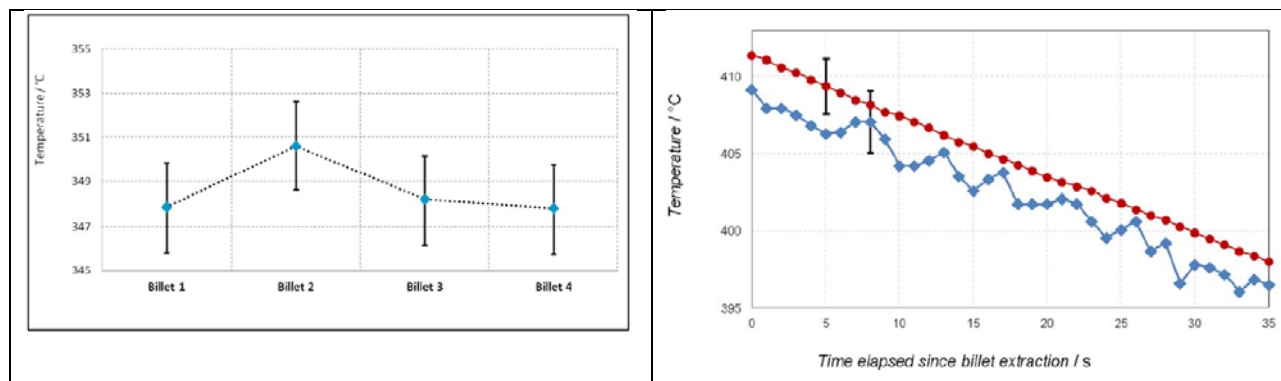 355
353
351
349
347
345
Temperature / °C
Billet 1 Billet 2 Billet 3 Billet 4
410
405
400
395
Temperature / °C
0 5 10 15 20 25 30 35
Time elapsed since billet extraction / s